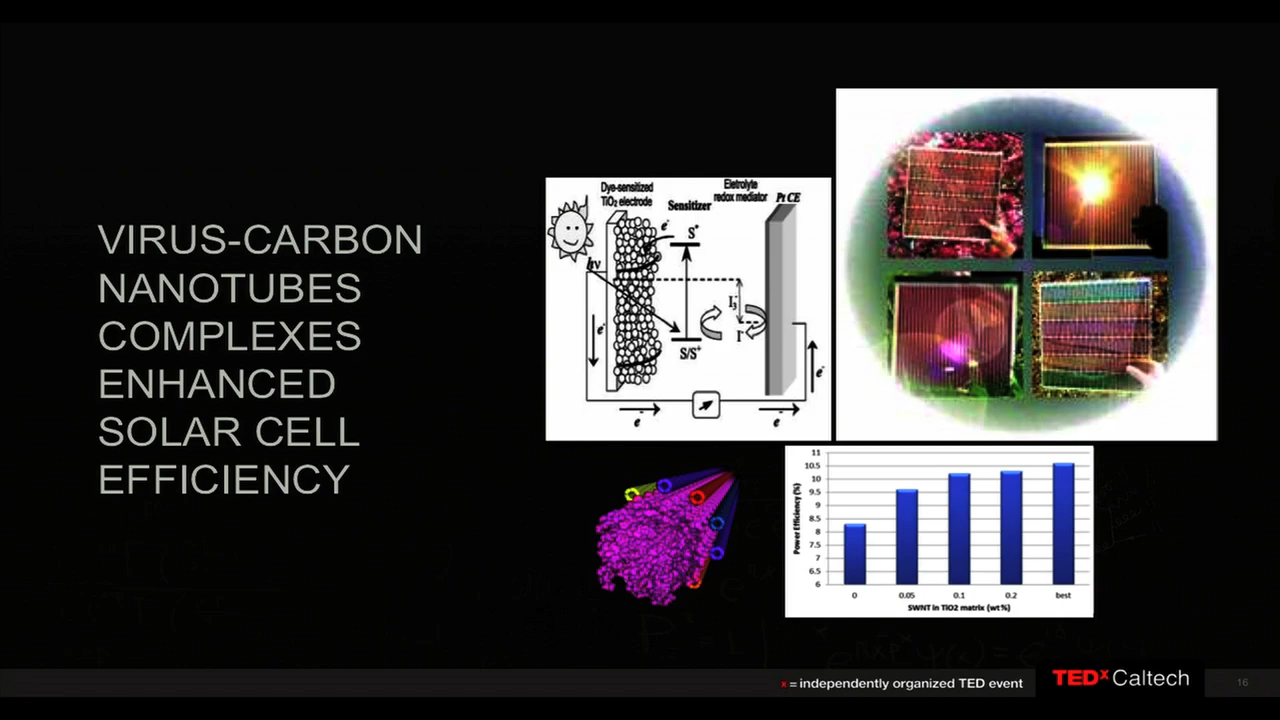 VIRUS-CARBON
NANOTUBES
COMPLEXES
ENHANCED
SOLAR CELL
EFFICIENCY
Dye-sensitized
TiO2 electrode
Sensitizer
Eletrolyte
redox mediator
Pt CE
hν
e-
S*
e-
I3-
I-
S/S+
e-
e-
e-
11
10.5
10
9.5
9
8.5
8
7.5
7
6.5
6
Power Efficiency (%)
0 0.05 0.1 0.2 best
SWNT in TiO2 matrix (wt%)
x = independently organized TED event
TEDx Caltech
16